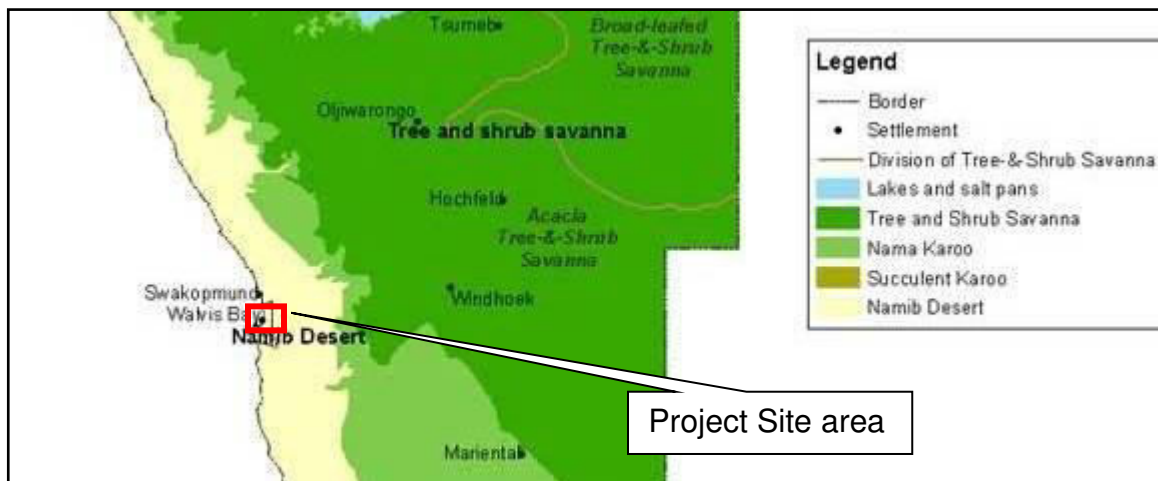 Tsumeb
Broad-leafed
Tree-&-Shrub
Savanna
Otjiwarongo
Tree and shrub savanna
Hochfeld
Acacia
Tree-&-Shrub
Savanna
Swakopmund
Windhoek
Walvis Bay
Namib Desert
Mariental
Project Site area
Legend
Border
Settlement
Division of Tree-&-Shrub Savanna
Lakes and salt pans
Tree and Shrub Savanna
Nama Karoo
Succulent Karoo
Namib Desert